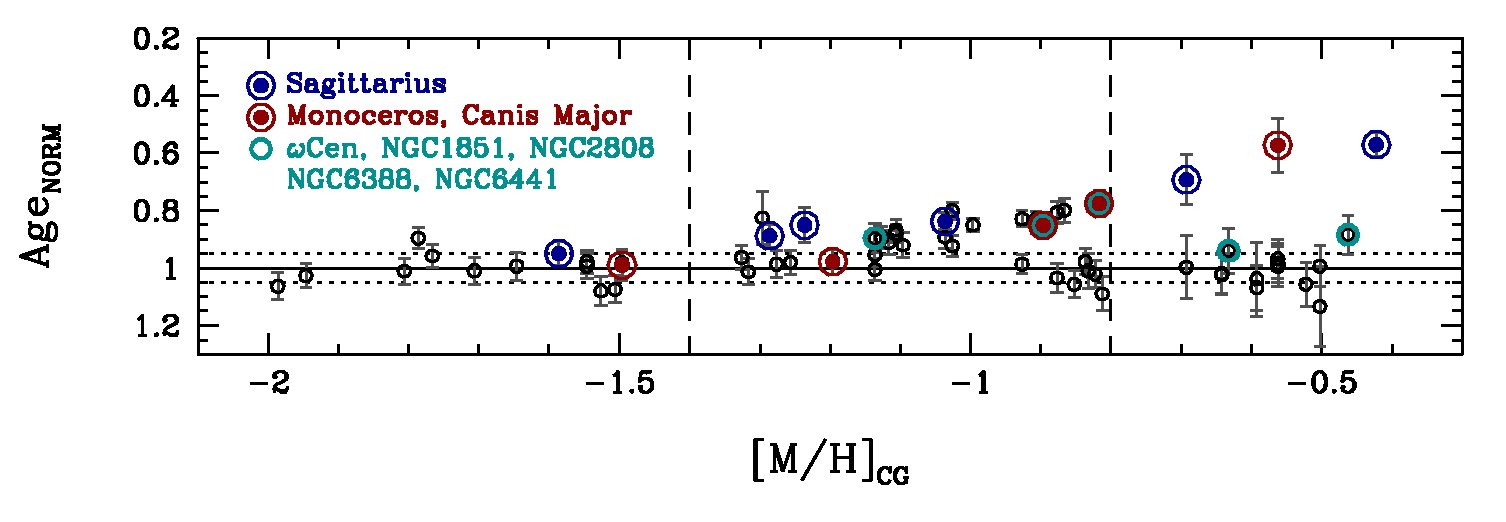 0.2
0.4
0.6
0.8
1
1.2
Age_NORM
Sagittarius
Monoceros, Canis Major
ωCen, NGC1851, NGC2808
NGC6388, NGC6441
−2 −1.5 −1 −0.5
[M/H]_CG